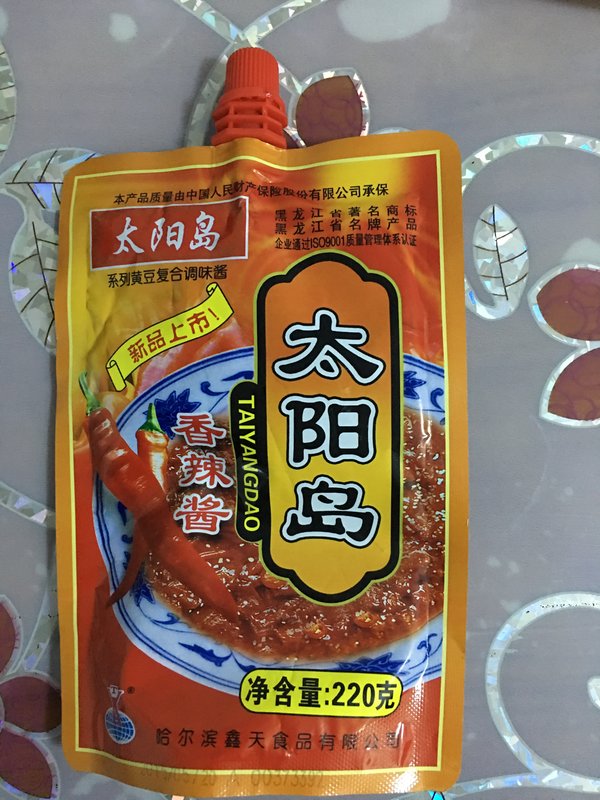 本产品质量由中国人民财产保险股份有限公司承保
太阳岛
系列黄豆复合调味酱
黑龙江省著名商标
黑龙江省名牌产品
企业通过ISO9001质量管理体系认证
新品上市!
太阳岛
TAIYANGDAO
香辣酱
净含量:220克
哈尔滨鑫天食品有限公司